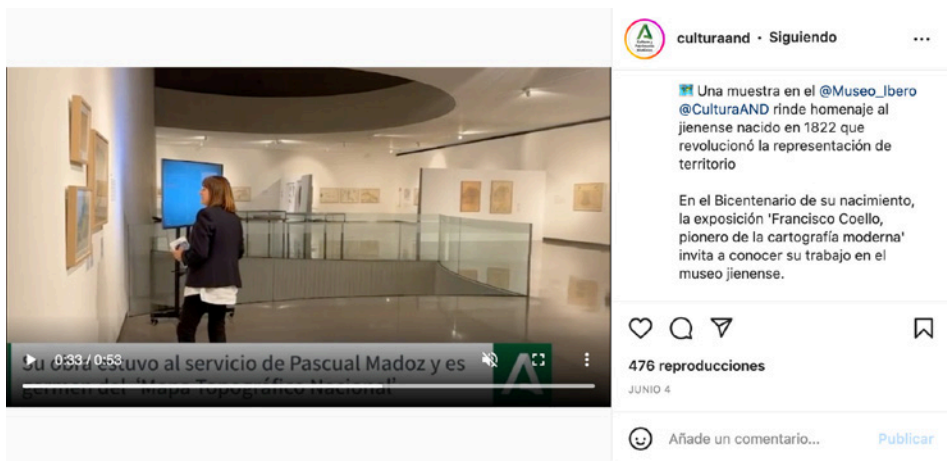 culturaand · Siguiendo
Una muestra en el @Museo_Ibero
@CulturaAND rinde homenaje al
jienense nacido en 1822 que
revolucionó la representación de
territorio
En el Bicentenario de su nacimiento,
la exposición 'Francisco Coello,
pionero de la cartografía moderna'
invita a conocer su trabajo en el
museo jienense.
476 reproducciones
JUNIO 4
Añade un comentario... Publicar
0:33 / 0:53
Su obra estuvo al servicio de Pascual Madoz y es
germen del 'Mapa Topográfico Nacional'